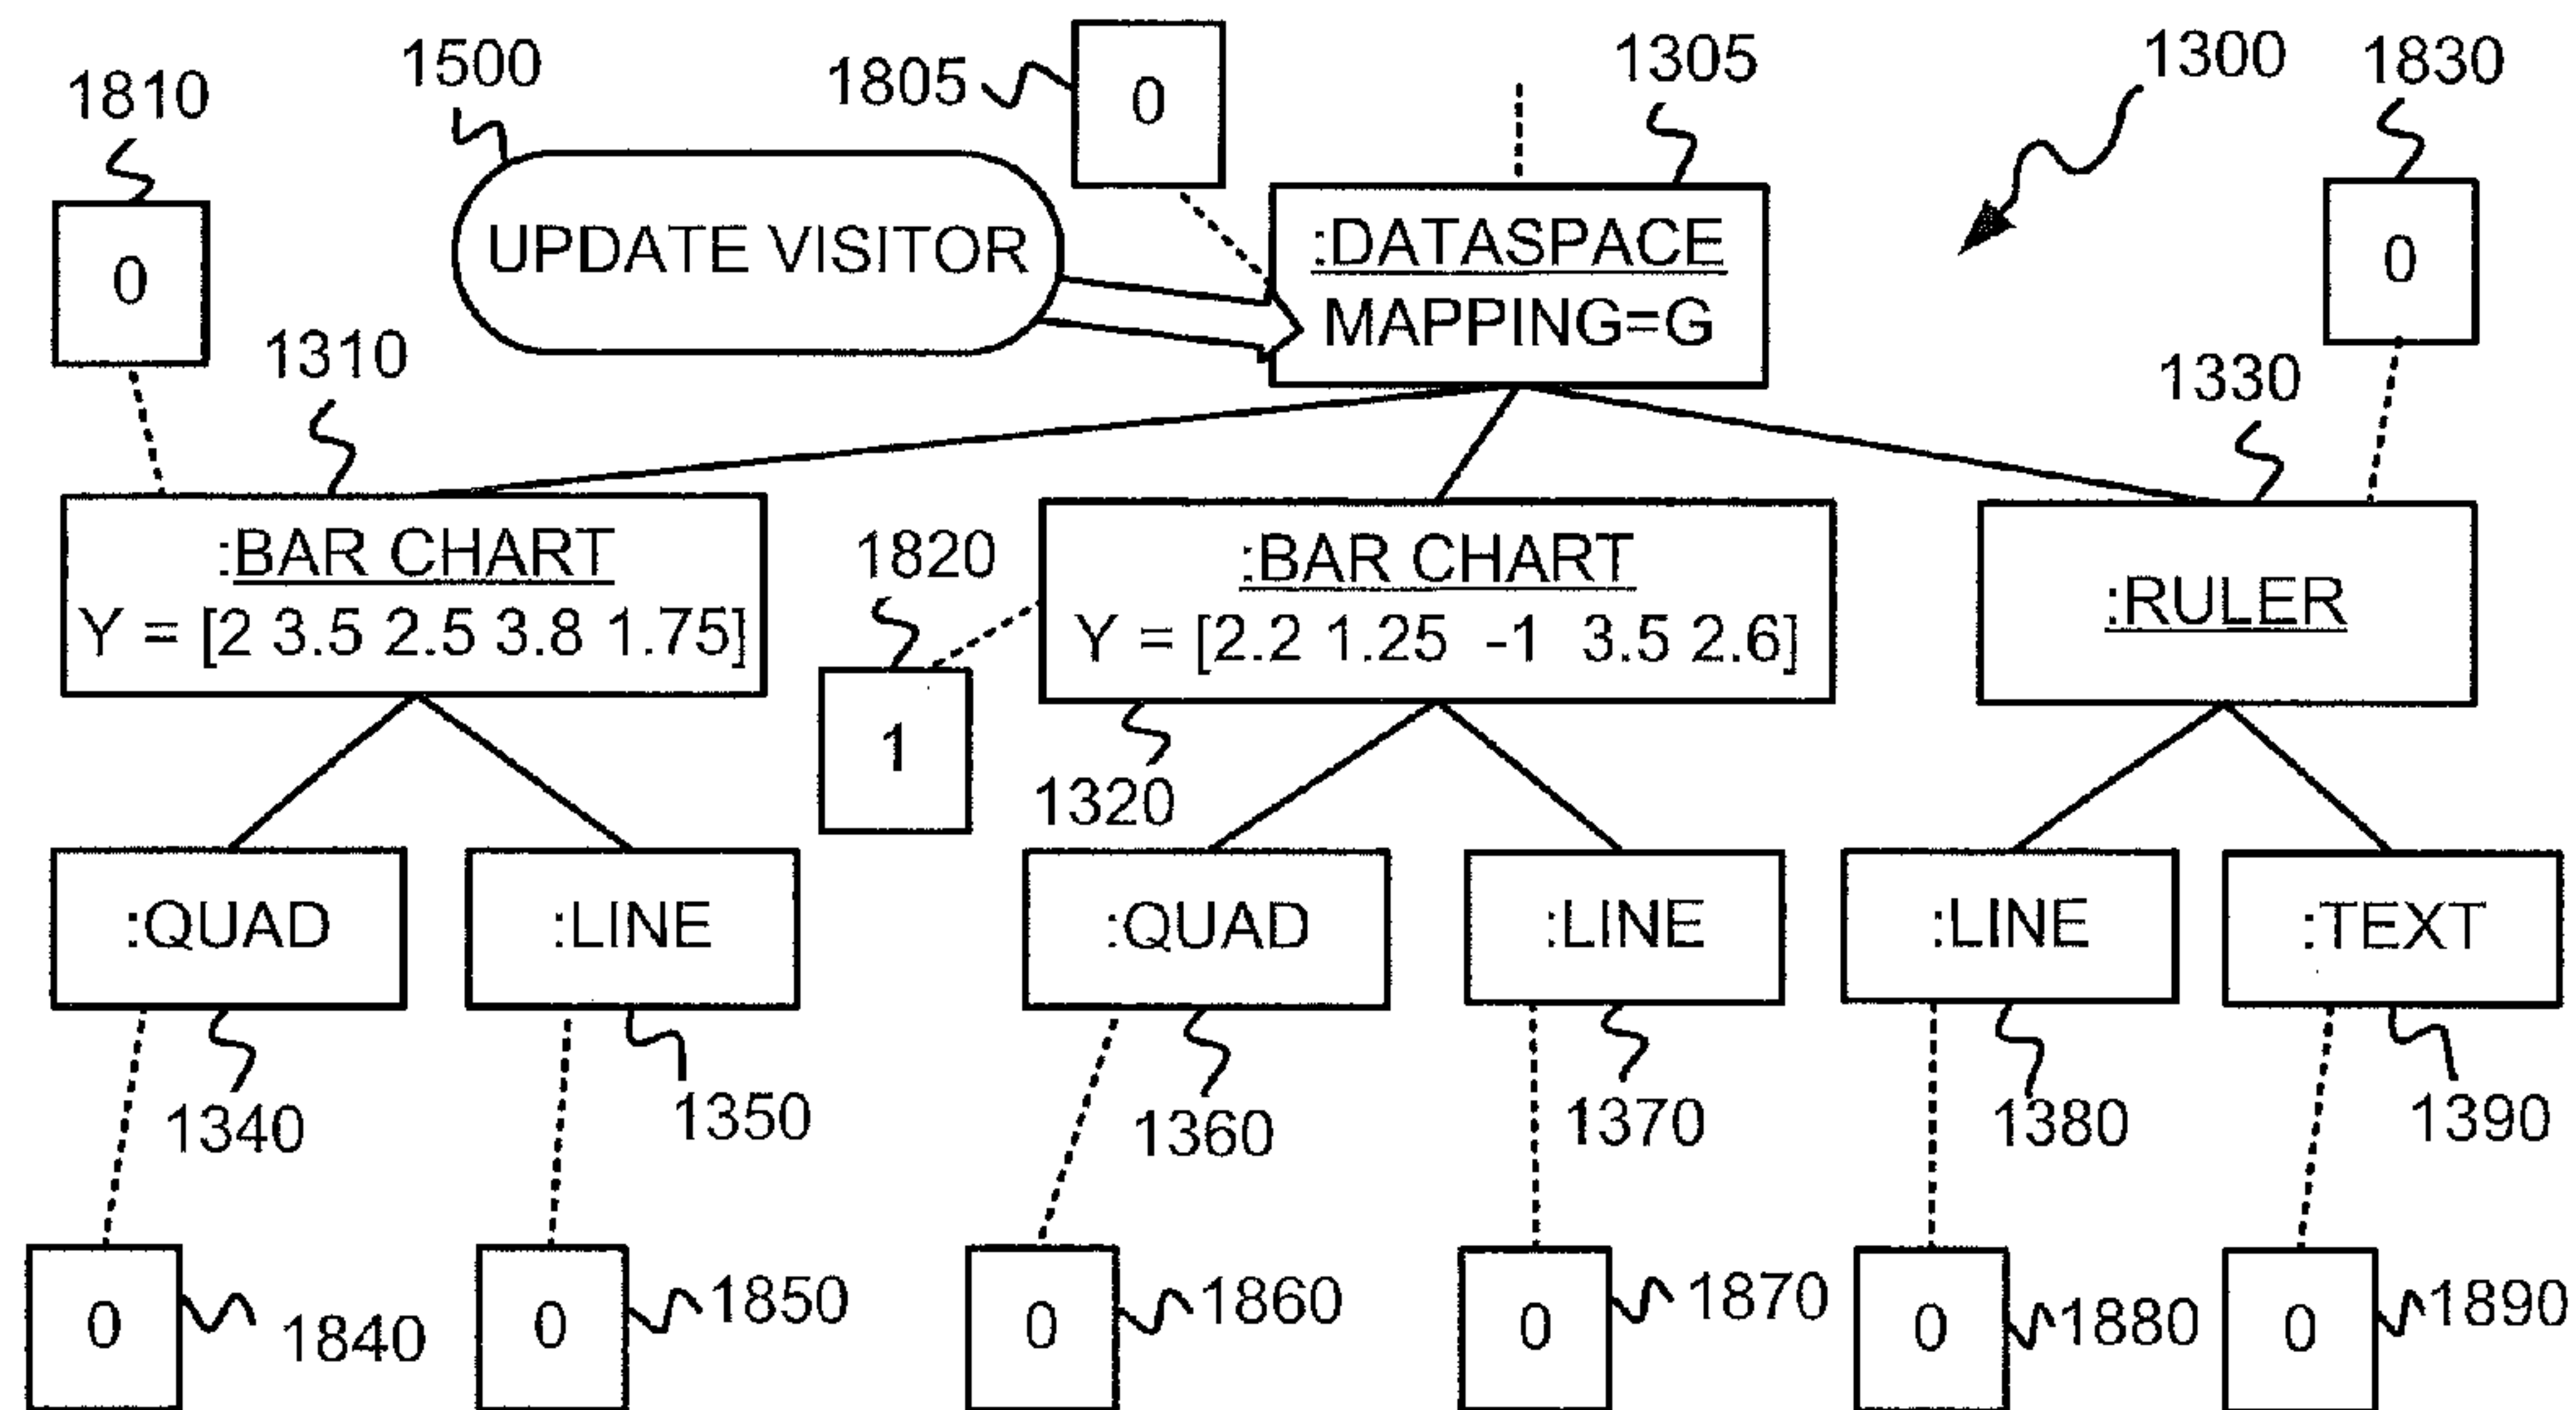 1810
1500
1805
0
1305
1300
1830
0
UPDATE VISITOR
:DATASPACE
MAPPING=G
0
1310
1330
:BAR CHART
Y = [2 3.5 2.5 3.8 1.75]
1820
1
:BAR CHART
Y = [2.2 1.25 -1 3.5 2.6]
1320
:RULER
:QUAD
:LINE
:QUAD
:LINE
:LINE
:TEXT
1340
1350
1360
1370
1380
1390
0
1840
0
1850
0
1860
0
1870
0
1880
0
1890